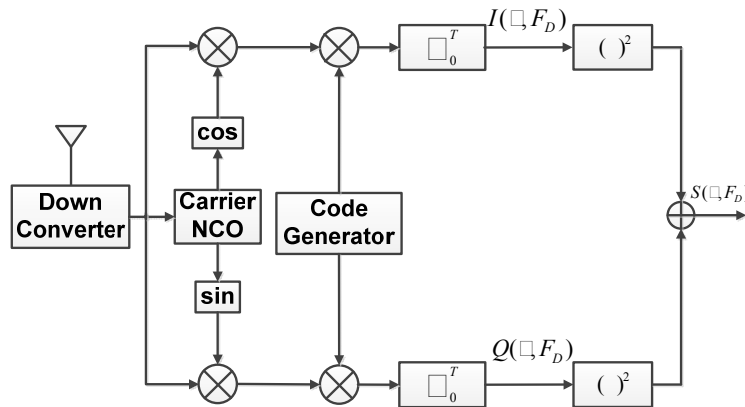 I(□,F_D)
□_0^T
( )^2
cos
S(□,F_D)
Down
Converter
Carrier
NCO
Code
Generator
sin
Q(□,F_D)
□_0^T
( )^2